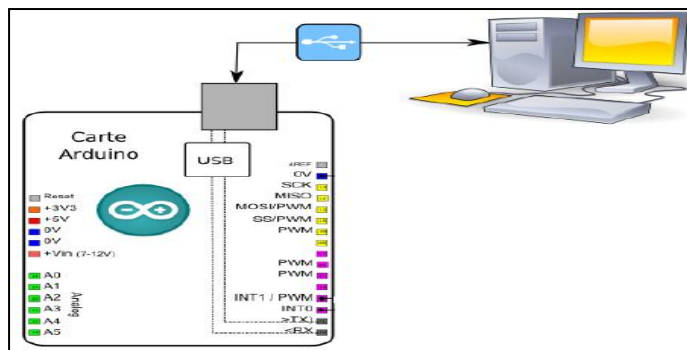 Carte
Arduino
USB
Reset
+3V3
+5V
0V
0V
+Vin (7-12V)
A0
A1
A2
A3
A4
A5
Analog
AREF
0V
SCK
MISO
MOSI/PWM
SS/PWM
PWM
PWM
PWM
INT1 / PWM
INT0
>TX
<RX